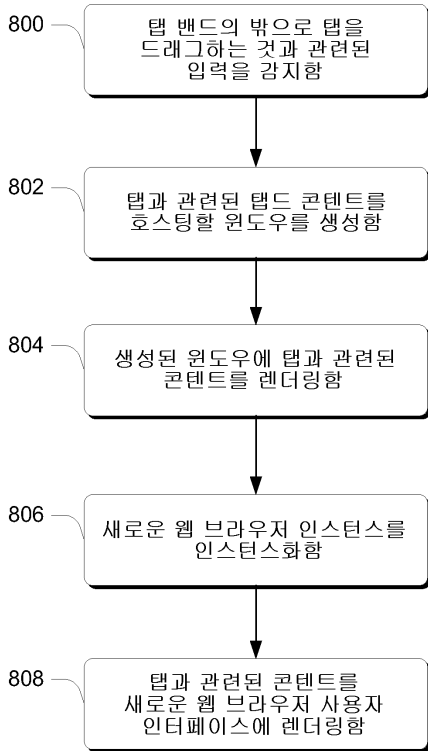 800
탭 밴드의 밖으로 탭을
드래그하는 것과 관련된
입력을 감지함
802
탭과 관련된 탭드 콘텐트를
호스팅할 윈도우를 생성함
804
생성된 윈도우에 탭과 관련된
콘텐트를 렌더링함
806
새로운 웹 브라우저 인스턴스를
인스턴스화함
808
탭과 관련된 콘텐트를
새로운 웹 브라우저 사용자
인터페이스에 렌더링함